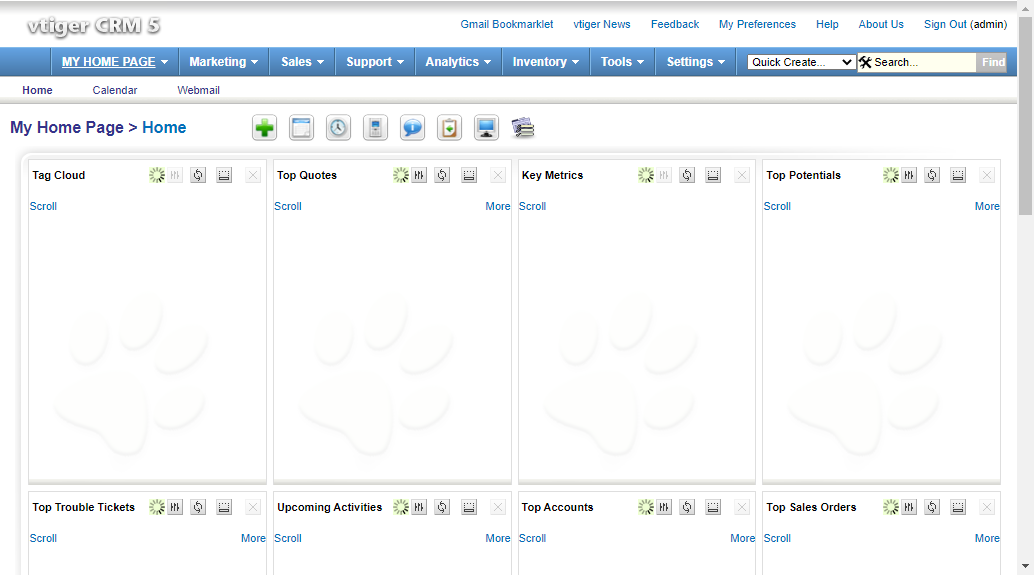 vtiger CRM 5
Gmail Bookmarklet vtiger News Feedback My Preferences Help About Us Sign Out (admin)
MY HOME PAGE Marketing Sales Support Analytics Inventory Tools Settings Quick Create... Search... Find
Home Calendar Webmail
My Home Page > Home
Tag Cloud Top Quotes Key Metrics Top Potentials
Scroll Scroll More Scroll Scroll More
Top Trouble Tickets Upcoming Activities Top Accounts Top Sales Orders
Scroll More Scroll More Scroll More Scroll More